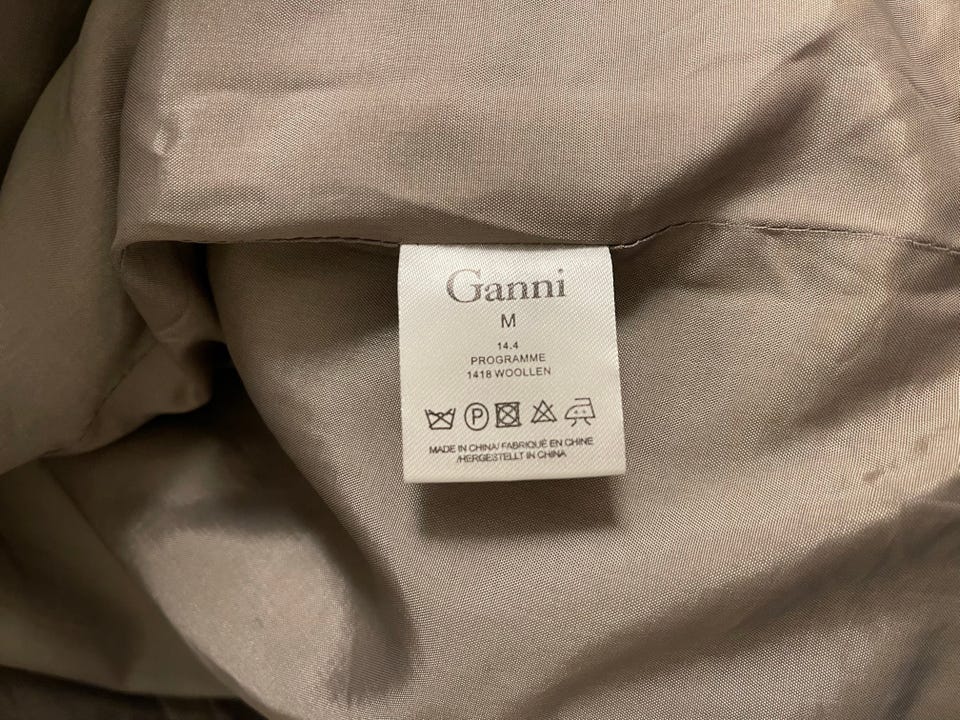 Ganni
M
14.4
PROGRAMME
1418 WOOLLEN
P
MADE IN CHINA/ FABRIQUÉ EN CHINE
/HERGESTELLT IN CHINA